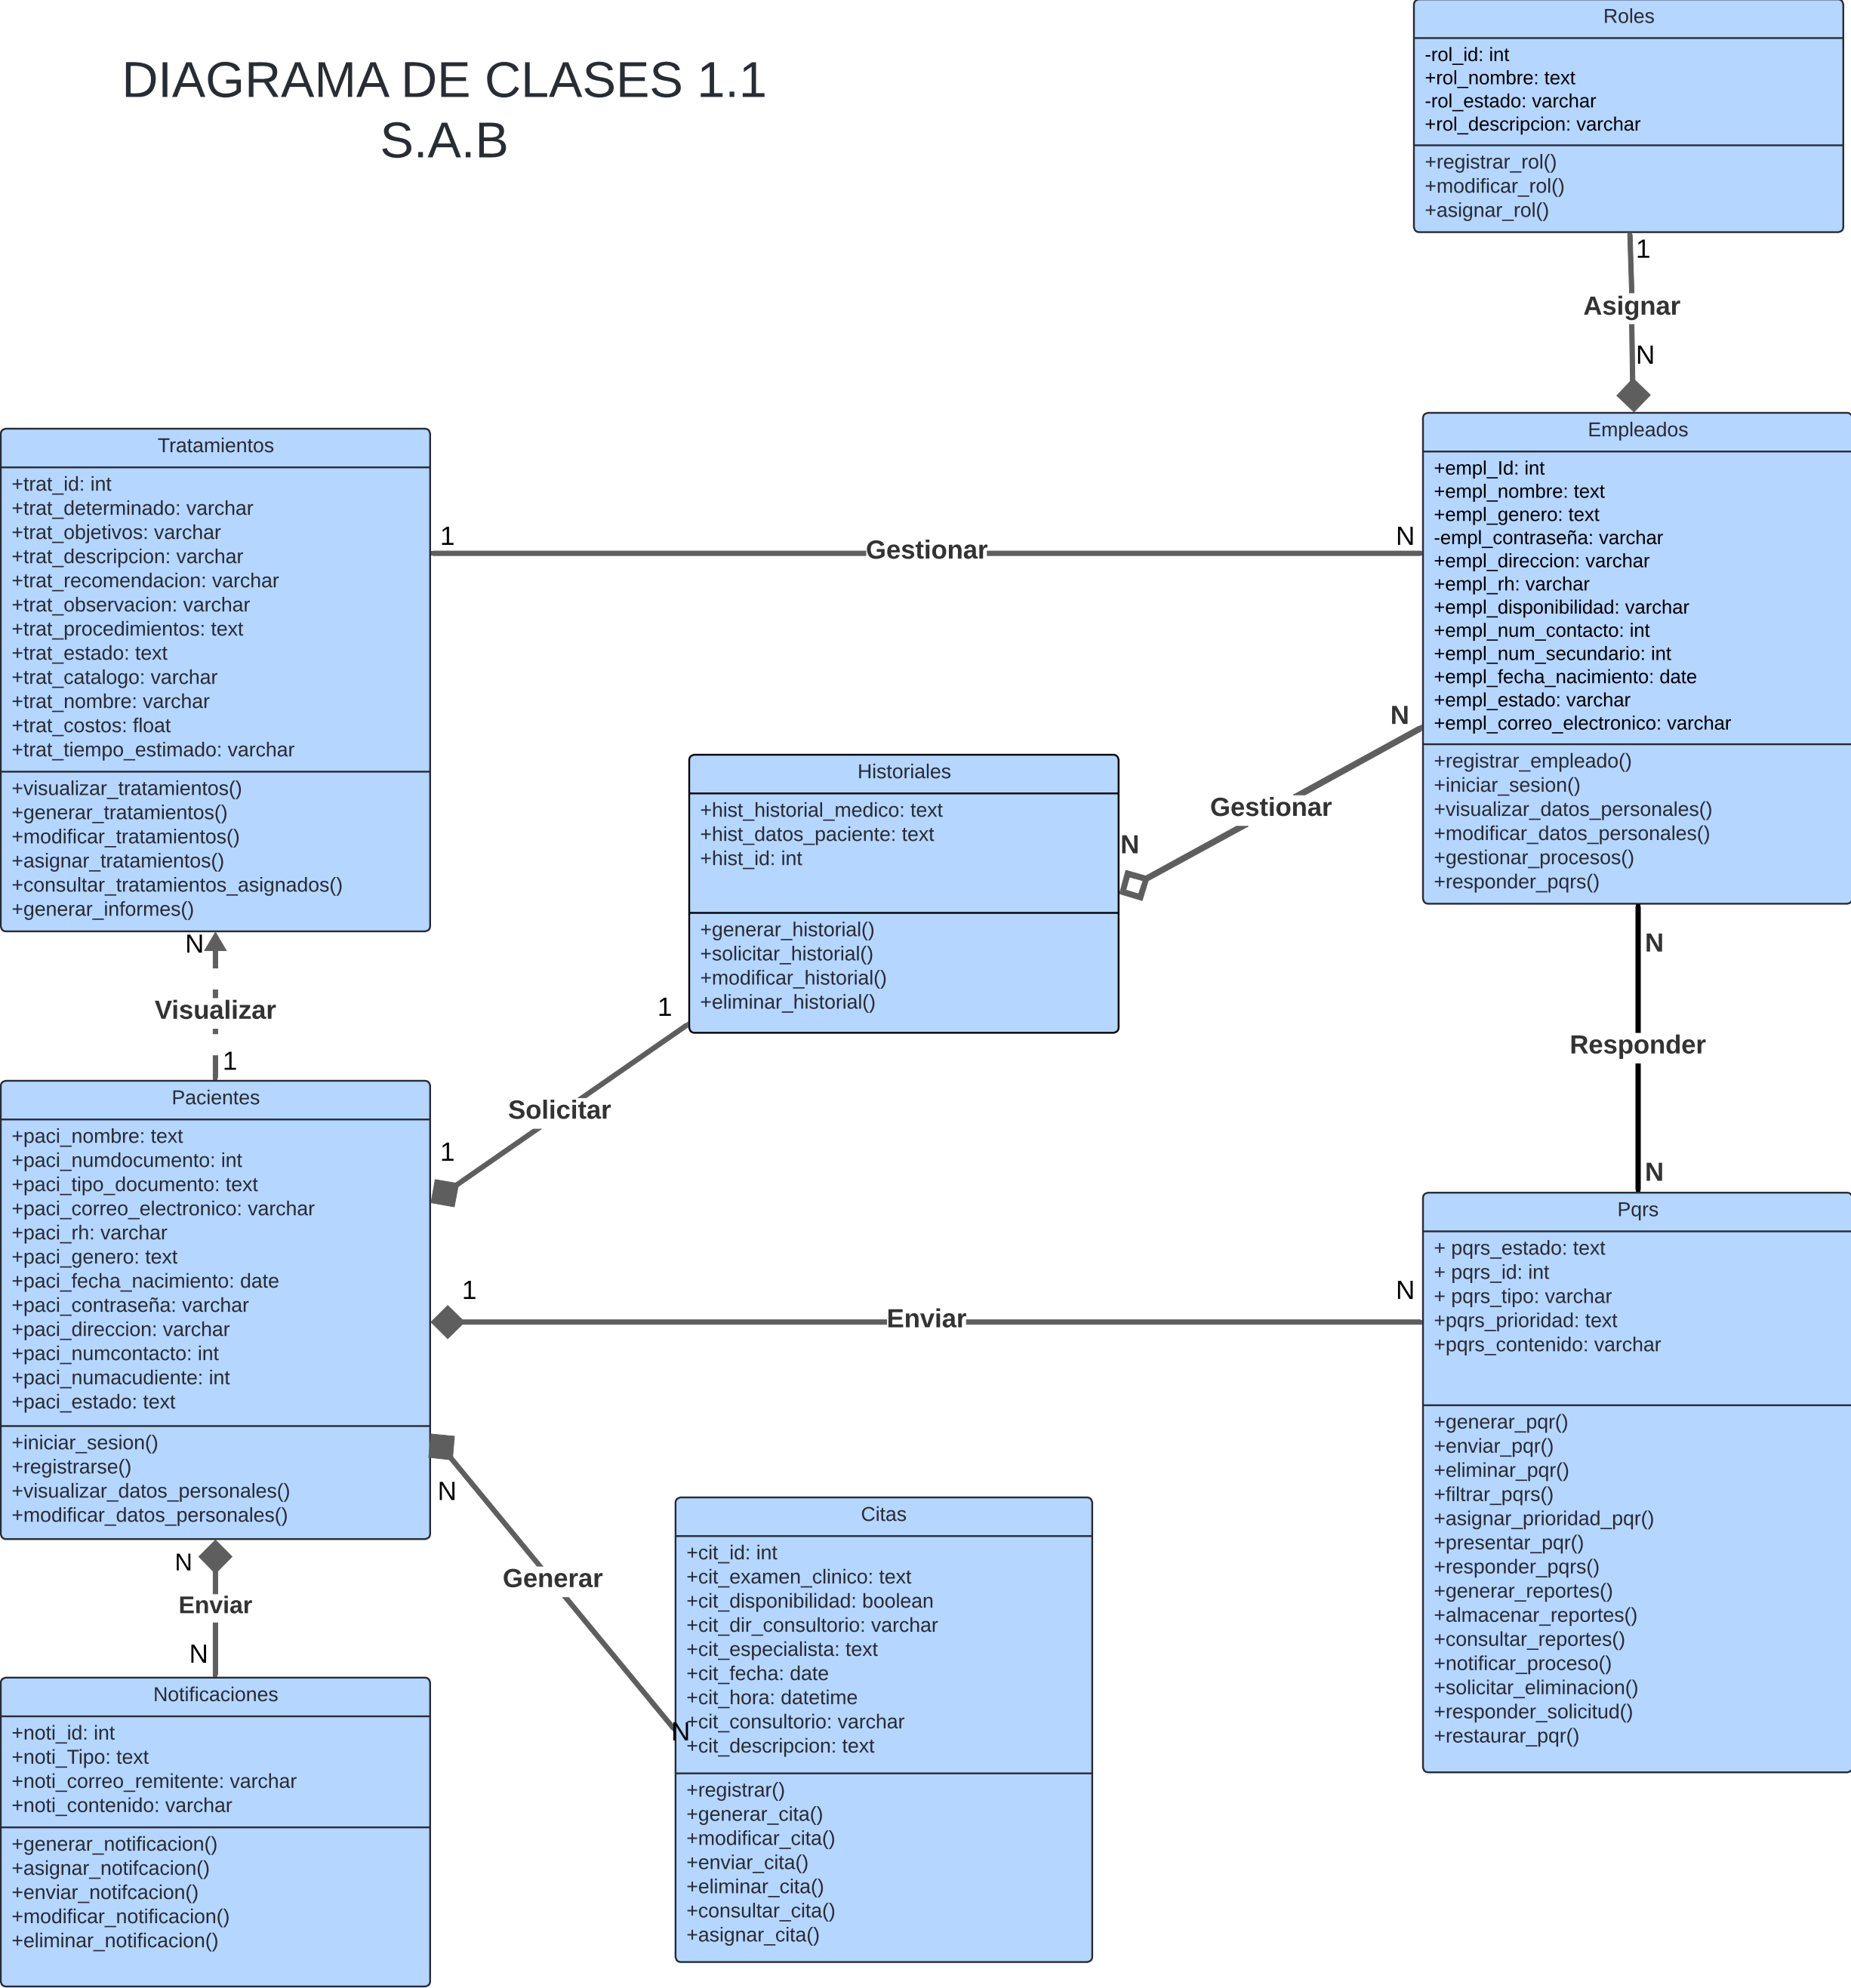 DIAGRAMA DE CLASES 1.1
S.A.B
Roles
-rol_id: int
+rol_nombre: text
-rol_estado: varchar
+rol_descripcion: varchar
+registrar_rol()
+modificar_rol()
+asignar_rol()
1
Asignar
N
Empleados
+empl_Id: int
+empl_nombre: text
+empl_genero: text
-empl_contraseña: varchar
+empl_direccion: varchar
+empl_rh: varchar
+empl_disponibilidad: varchar
+empl_num_contacto: int
+empl_num_secundario: int
+empl_fecha_nacimiento: date
+empl_estado: varchar
+empl_correo_electronico: varchar
+registrar_empleado()
+iniciar_sesion()
+visualizar_datos_personales()
+modificar_datos_personales()
+gestionar_procesos()
+responder_pqrs()
Tratamientos
+trat_id: int
+trat_determinado: varchar
+trat_objetivos: varchar
+trat_descripcion: varchar
+trat_recomendacion: varchar
+trat_observacion: varchar
+trat_procedimientos: text
+trat_estado: text
+trat_catalogo: varchar
+trat_nombre: varchar
+trat_costos: float
+trat_tiempo_estimado: varchar
+visualizar_tratamientos()
+generar_tratamientos()
+modificar_tratamientos()
+asignar_tratamientos()
+consultar_tratamientos_asignados()
+generar_informes()
1
Gestionar
N
Historiales
+hist_historial_medico: text
+hist_datos_paciente: text
+hist_id: int
+generar_historial()
+solicitar_historial()
+modificar_historial()
+eliminar_historial()
N
Gestionar
N
N
Visualizar
1
1
Solicitar
1
N
Responder
N
Pacientes
+paci_nombre: text
+paci_numdocumento: int
+paci_tipo_documento: text
+paci_correo_electronico: varchar
+paci_rh: varchar
+paci_genero: text
+paci_fecha_nacimiento: date
+paci_contraseña: varchar
+paci_direccion: varchar
+paci_numcontacto: int
+paci_numacudiente: int
+paci_estado: text
+iniciar_sesion()
+registrarse()
+visualizar_datos_personales()
+modificar_datos_personales()
1
Enviar
N
Pqrs
+ pqrs_estado: text
+ pqrs_id: int
+ pqrs_tipo: varchar
+pqrs_prioridad: text
+pqrs_contenido: varchar
+generar_pqr()
+enviar_pqr()
+eliminar_pqr()
+filtrar_pqrs()
+asignar_prioridad_pqr()
+presentar_pqr()
+responder_pqrs()
+generar_reportes()
+almacenar_reportes()
+consultar_reportes()
+notificar_proceso()
+solicitar_eliminacion()
+responder_solicitud()
+restaurar_pqr()
N
Generar
N
Citas
+cit_id: int
+cit_examen_clinico: text
+cit_disponibilidad: boolean
+cit_dir_consultorio: varchar
+cit_especialista: text
+cit_fecha: date
+cit_hora: datetime
+cit_consultorio: varchar
+cit_descripcion: text
+registrar()
+generar_cita()
+modificar_cita()
+enviar_cita()
+eliminar_cita()
+consultar_cita()
+asignar_cita()
N
Enviar
N
Notificaciones
+noti_id: int
+noti_Tipo: text
+noti_correo_remitente: varchar
+noti_contenido: varchar
+generar_notificacion()
+asignar_notifcacion()
+enviar_notifcacion()
+modificar_notificacion()
+eliminar_notificacion()